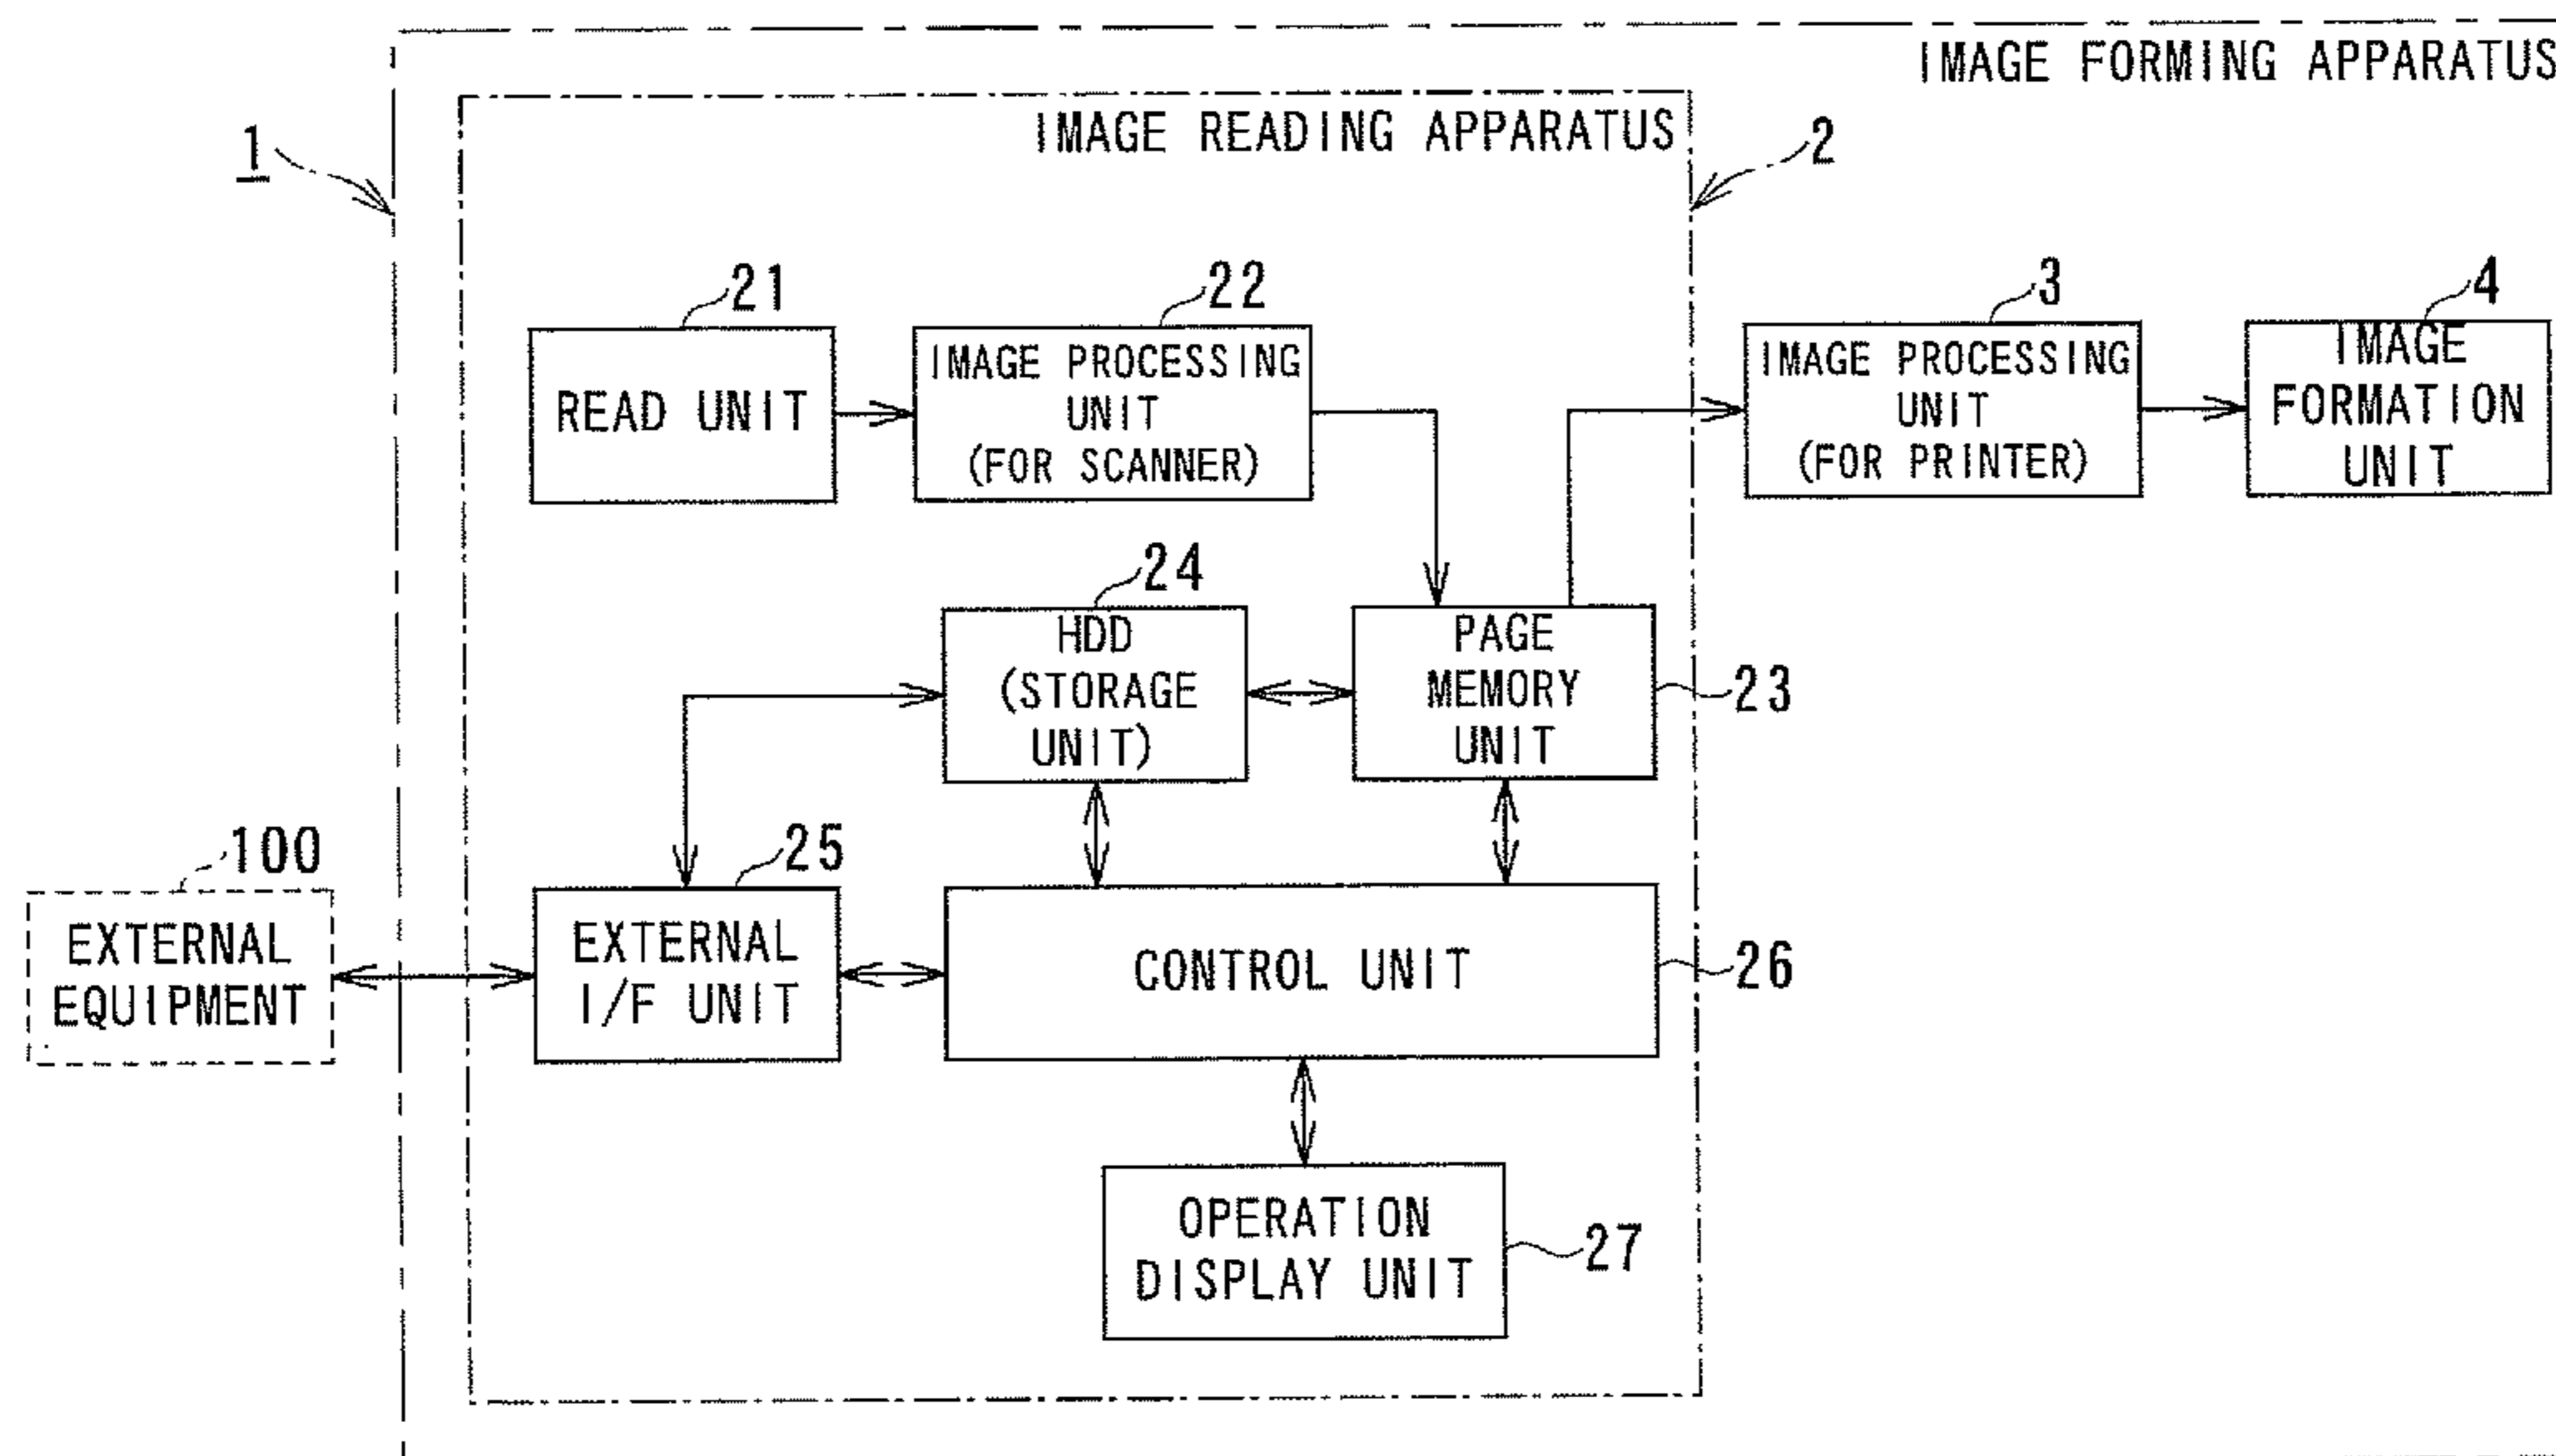 IMAGE FORMING APPARATUS
IMAGE READING APPARATUS
1
2
21
22
3
4
READ UNIT
IMAGE PROCESSING
UNIT
(FOR SCANNER)
IMAGE PROCESSING
UNIT
(FOR PRINTER)
IMAGE
FORMATION
UNIT
24
HDD
(STORAGE
UNIT)
PAGE
MEMORY
UNIT
23
100
EXTERNAL
EQUIPMENT
25
EXTERNAL
I/F UNIT
CONTROL UNIT
26
OPERATION
DISPLAY UNIT
27